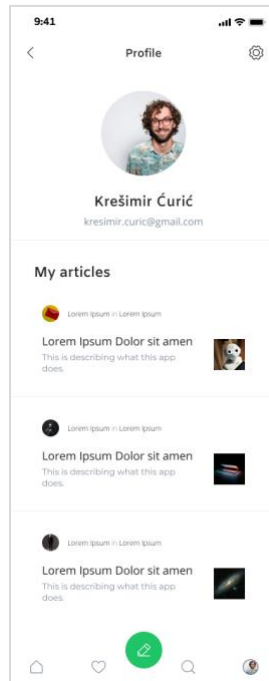 9:41
Profile
Krešimir Ćurić
kresimir.curic@gmail.com
My articles
Lorem Ipsum in Lorem Ipsum
Lorem Ipsum Dolor sit amen
This is describing what this app
does.
Lorem Ipsum in Lorem Ipsum
Lorem Ipsum Dolor sit amen
This is describing what this app
does.
Lorem Ipsum in Lorem Ipsum
Lorem Ipsum Dolor sit amen
This is describing what this app
does.